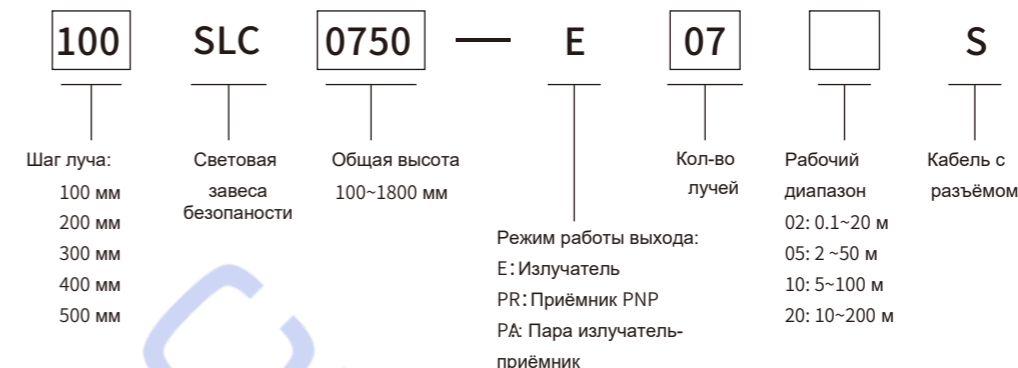 100 SLC 0750 — E 07 S
Шаг луча:
100 мм
200 мм
300 мм
400 мм
500 мм
Световая
завеса
безопаности
Общая высота
100~1800 мм
Режим работы выхода:
E: Излучатель
PR: Приёмник PNP
PA: Пара излучатель-
приёмник
Кол-во
лучей
Рабочий
диапазон
02: 0.1~20 м
05: 2 ~50 м
10: 5~100 м
20: 10~200 м
Кабель с
разъёмом